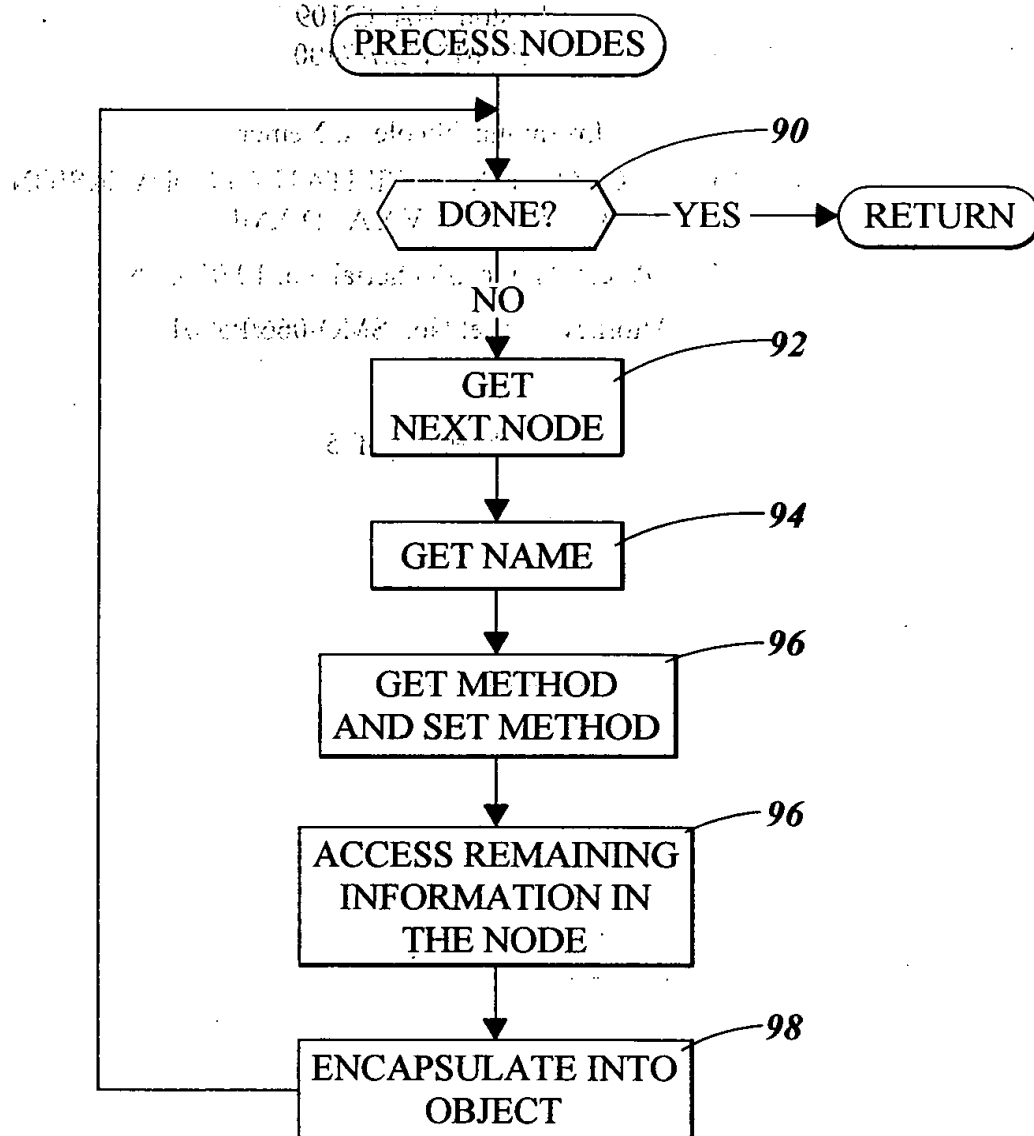 PRECESS NODES
90
DONE?
YES
RETURN
NO
92
GET
NEXT NODE
94
GET NAME
96
GET METHOD
AND SET METHOD
96
ACCESS REMAINING
INFORMATION IN
THE NODE
98
ENCAPSULATE INTO
OBJECT